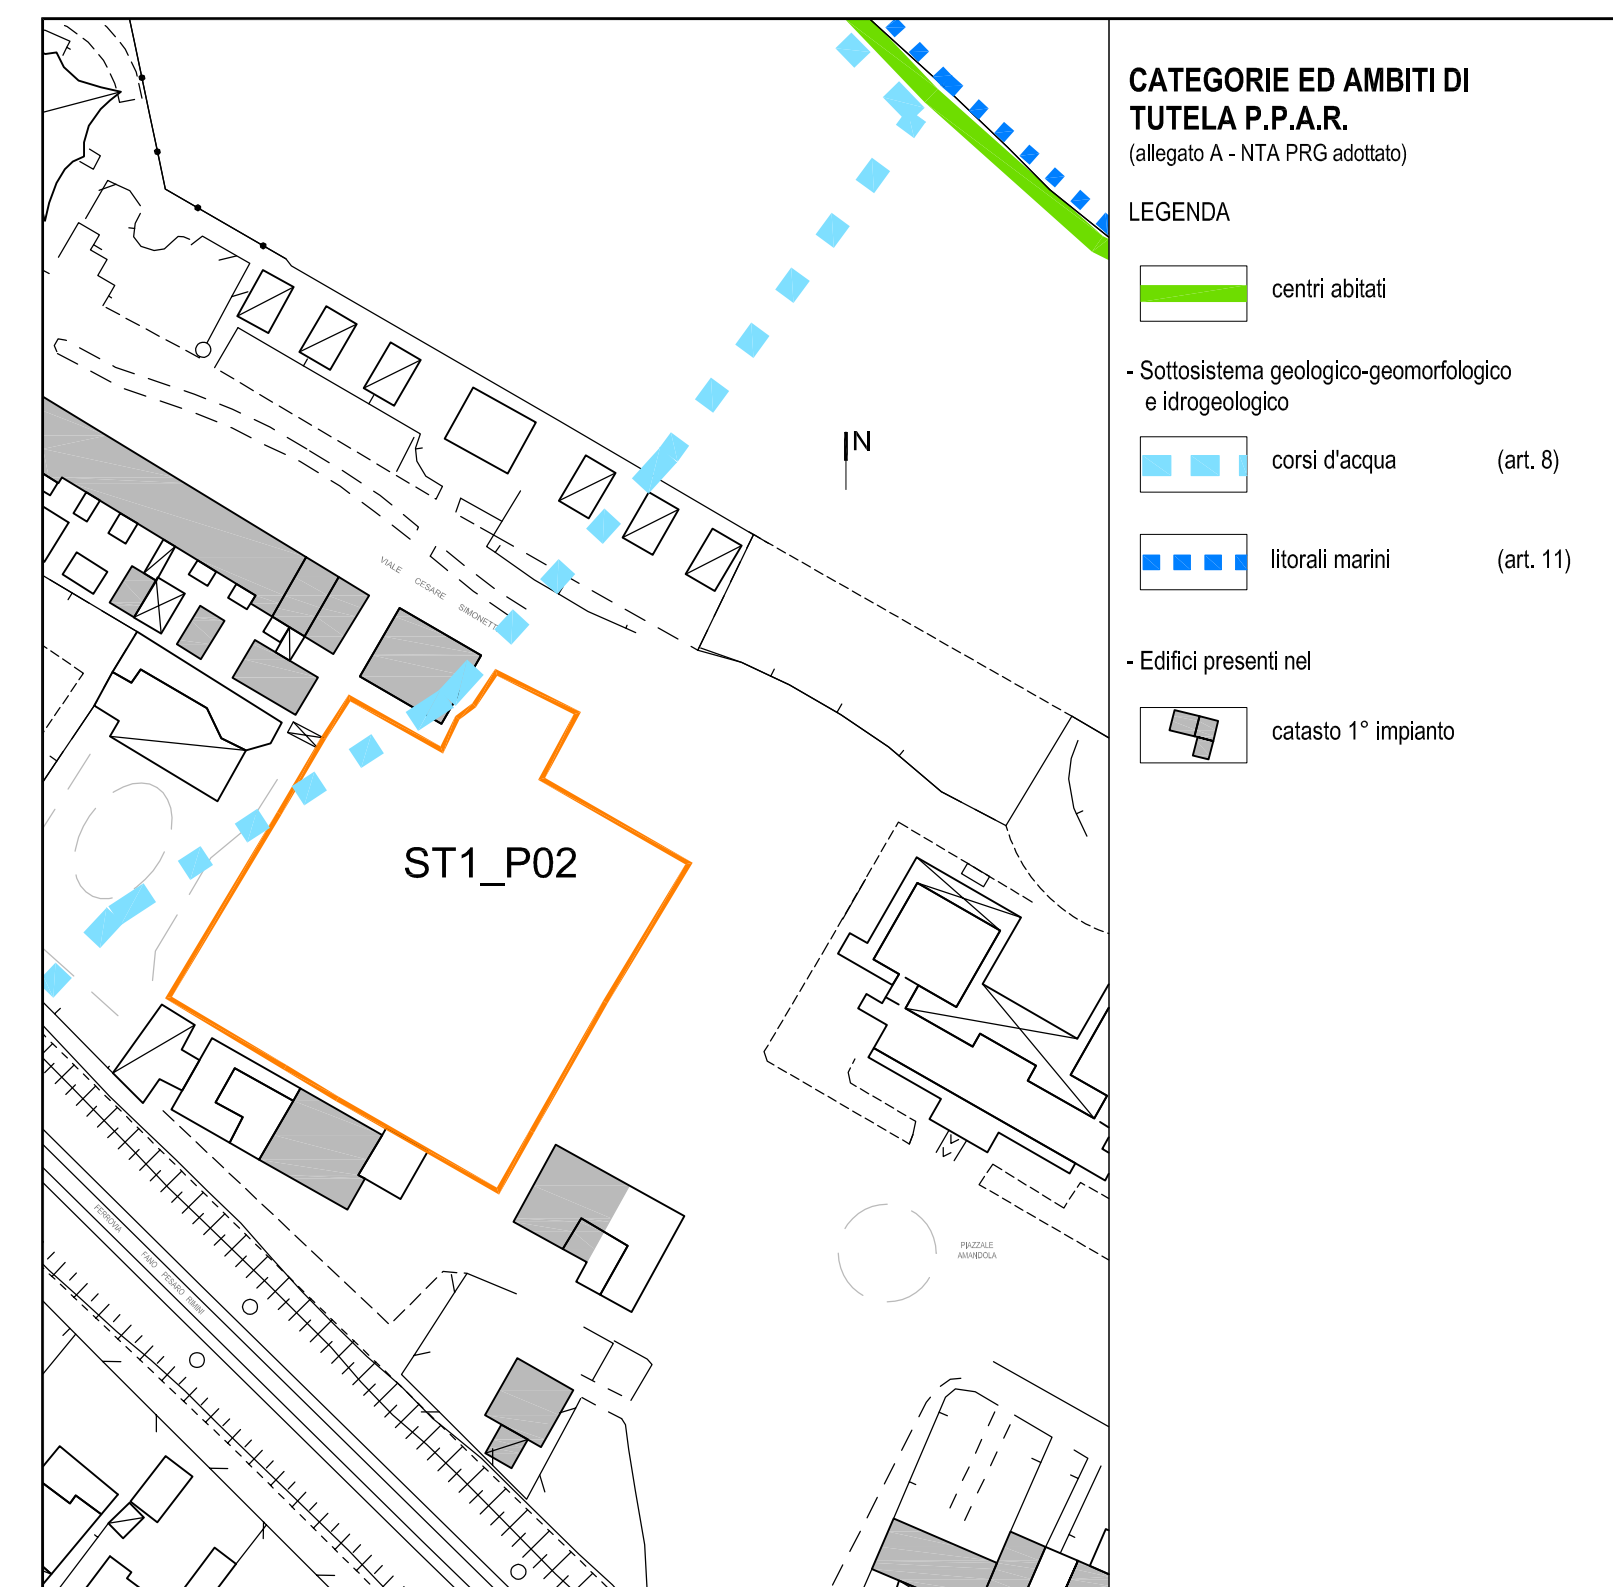 CATEGORIE ED AMBITI DI
TUTELA P.P.A.R.
(allegato A - NTA PRG adottato)
LEGENDA
centri abitati
- Sottosistema geologico-geomorfologico
e idrogeologico
corsi d'acqua (art. 8)
litorali marini (art. 11)
- Edifici presenti nel
catasto 1° impianto
N
VIALE CESARE SIMONETTI
ST1_P02
PIAZZALE
AMANDOLA
FERROVIA FANO PESARO RIMINI